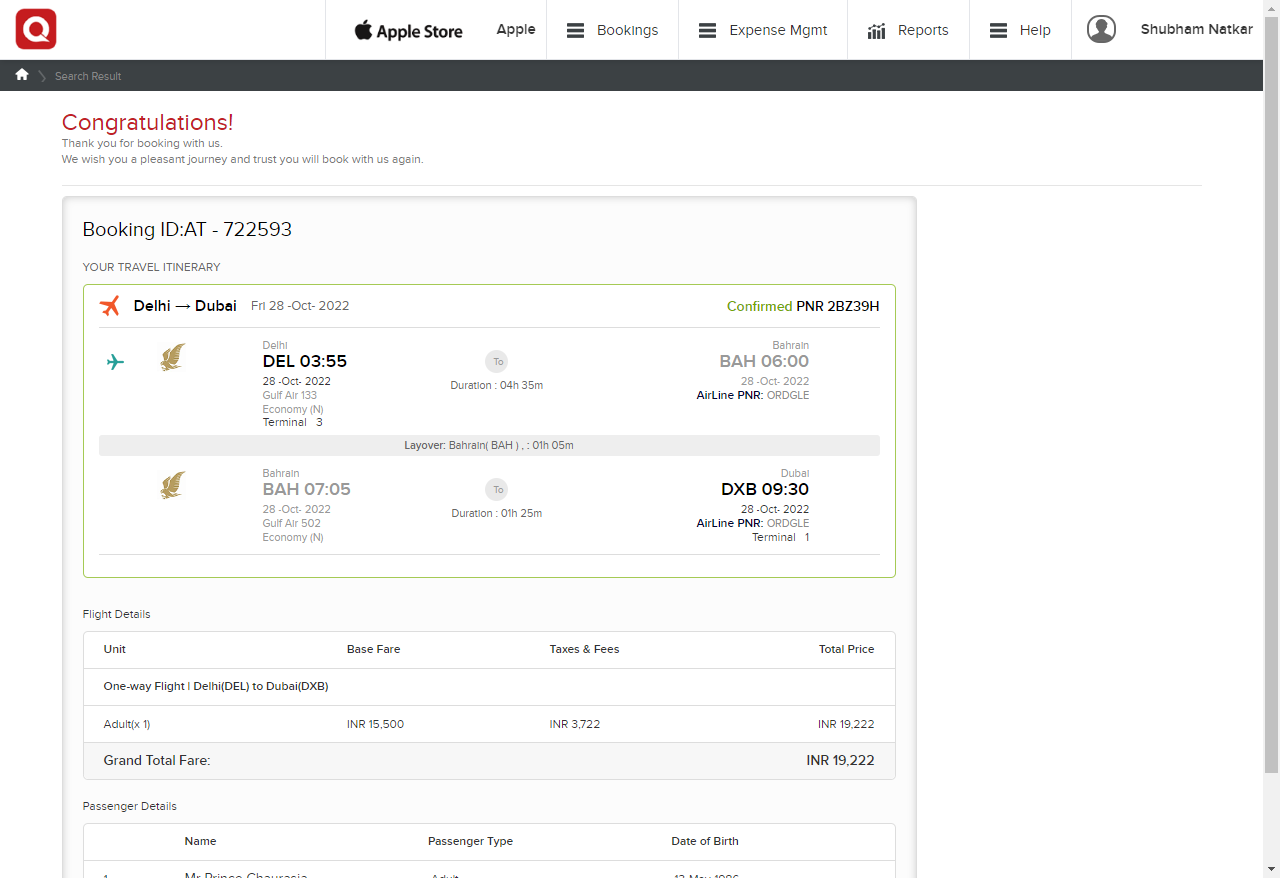 Q Apple Store Apple Bookings Expense Mgmt Reports Help Shubham Natkar
Search Result
Congratulations!
Thank you for booking with us.
We wish you a pleasant journey and trust you will book with us again.
Booking ID:AT - 722593
YOUR TRAVEL ITINERARY
Delhi → Dubai Fri 28 -Oct- 2022 Confirmed PNR 2BZ39H
Delhi Bahrain
DEL 03:55 To BAH 06:00
28 -Oct- 2022 Duration : 04h 35m 28 -Oct- 2022
Gulf Air 133 AirLine PNR: ORDGLE
Economy (N)
Terminal 3
Layover: Bahrain( BAH ) , : 01h 05m
Bahrain Dubai
BAH 07:05 To DXB 09:30
28 -Oct- 2022 Duration : 01h 25m 28 -Oct- 2022
Gulf Air 502 AirLine PNR: ORDGLE
Economy (N) Terminal 1
Flight Details
Unit Base Fare Taxes & Fees Total Price
One-way Flight | Delhi(DEL) to Dubai(DXB)
Adult(x 1) INR 15,500 INR 3,722 INR 19,222
Grand Total Fare: INR 19,222
Passenger Details
Name Passenger Type Date of Birth
1 Mr Prince Chaurasia Adult